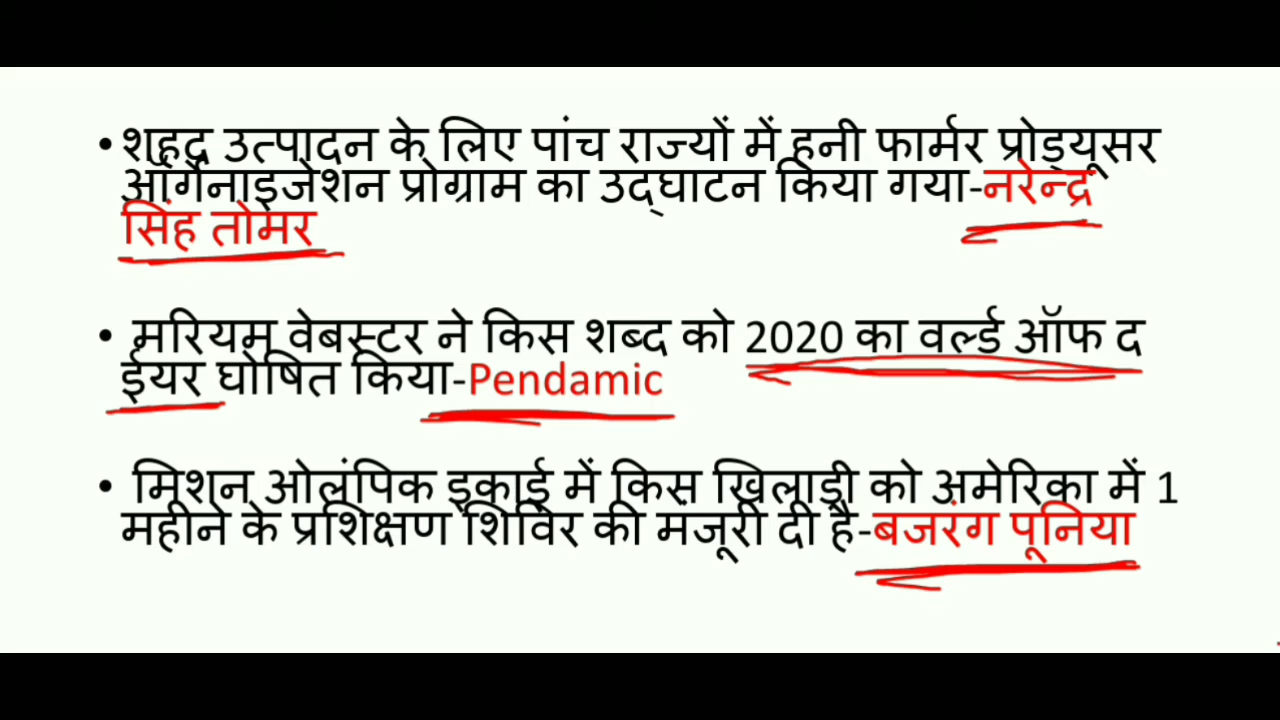 • शहद उत्पादन के लिए पांच राज्यों में हनी फार्मर प्रोड्यूसर
ऑर्गेनाइजेशन प्रोग्राम का उद्घाटन किया गया-नरेन्द्र
सिंह तोमर
• मरियम वेबस्टर ने किस शब्द को 2020 का वर्ल्ड ऑफ द
ईयर घोषित किया-Pendamic
• मिशन ओलंपिक इकाई में किस खिलाड़ी को अमेरिका में 1
महीने के प्रशिक्षण शिविर की मंजूरी दी है-बजरंग पूनिया